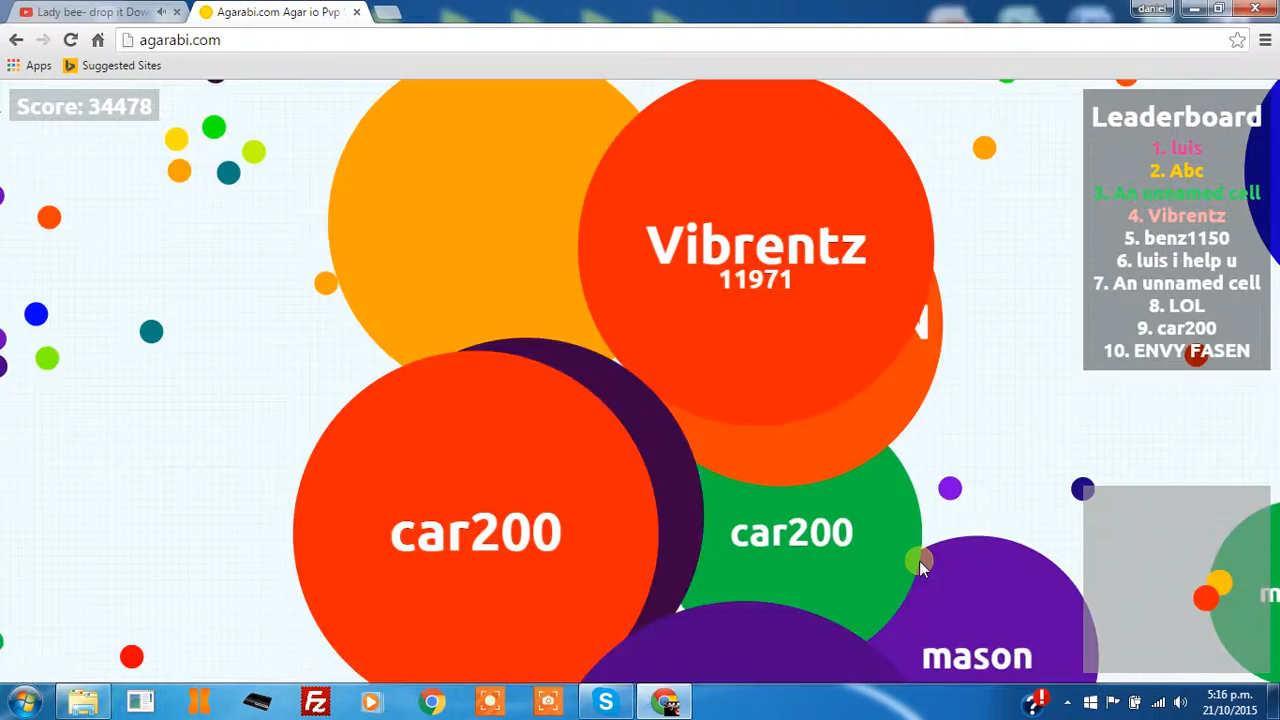 Lady bee- drop it Dow
Agarabi.com Agar io Pvp
daniel
agarabi.com
Apps
Suggested Sites
Score: 34478
Leaderboard
1. luis
2. Abc
3. An unnamed cell
4. Vibrentz
5. benz1150
6. luis i help u
7. An unnamed cell
8. LOL
9. car200
10. ENVY FASEN
Vibrentz
11971
N
car200
car200
mason
m
5:16 p.m.
21/10/2015